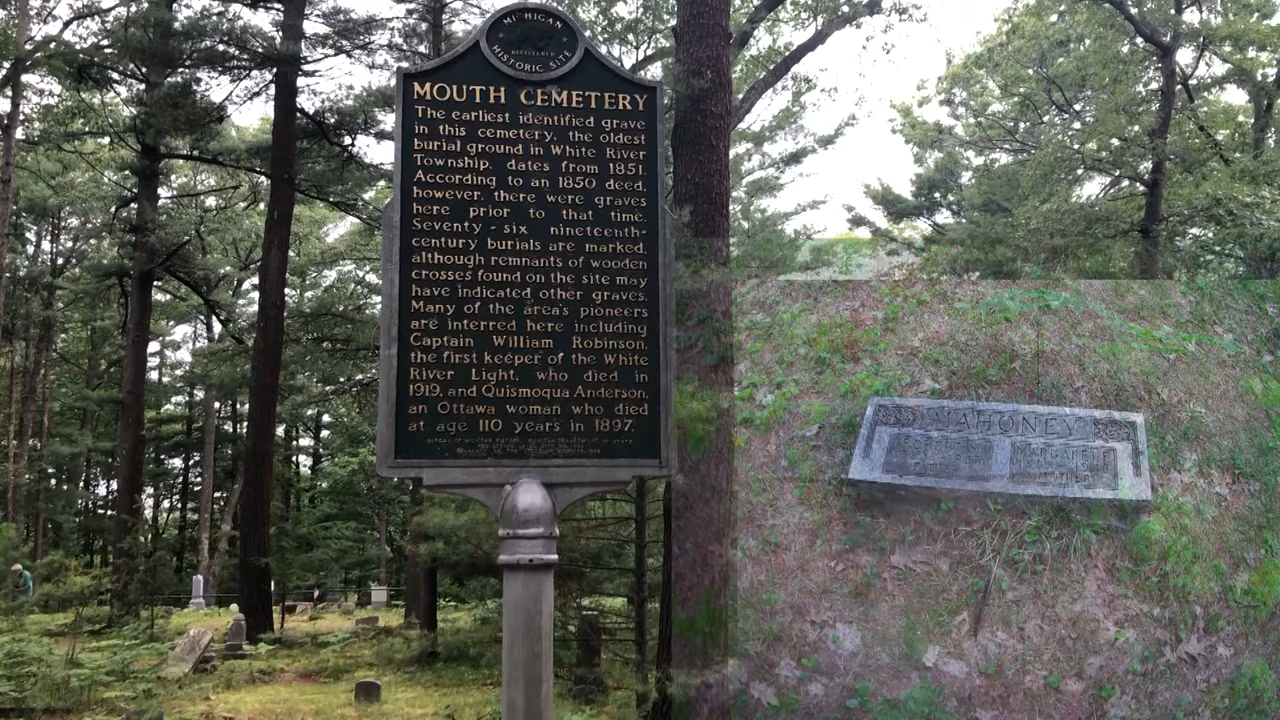 MICHIGAN
REGISTERED
HISTORIC SITE
MOUTH CEMETERY
The earliest identified grave
in this cemetery, the oldest
burial ground in White River
Township, dates from 1851.
According to an 1850 deed,
however, there were graves
here prior to that time.
Seventy-six nineteenth-
century burials are marked,
although remnants of wooden
crosses found on the site may
have indicated other graves.
Many of the area's pioneers
are interred here including
Captain William Robinson,
the first keeper of the White
River Light, who died in
1919, and Quismoqua Anderson,
an Ottawa woman who died
at age 110 years in 1897.
MAHONEY
MOTHER